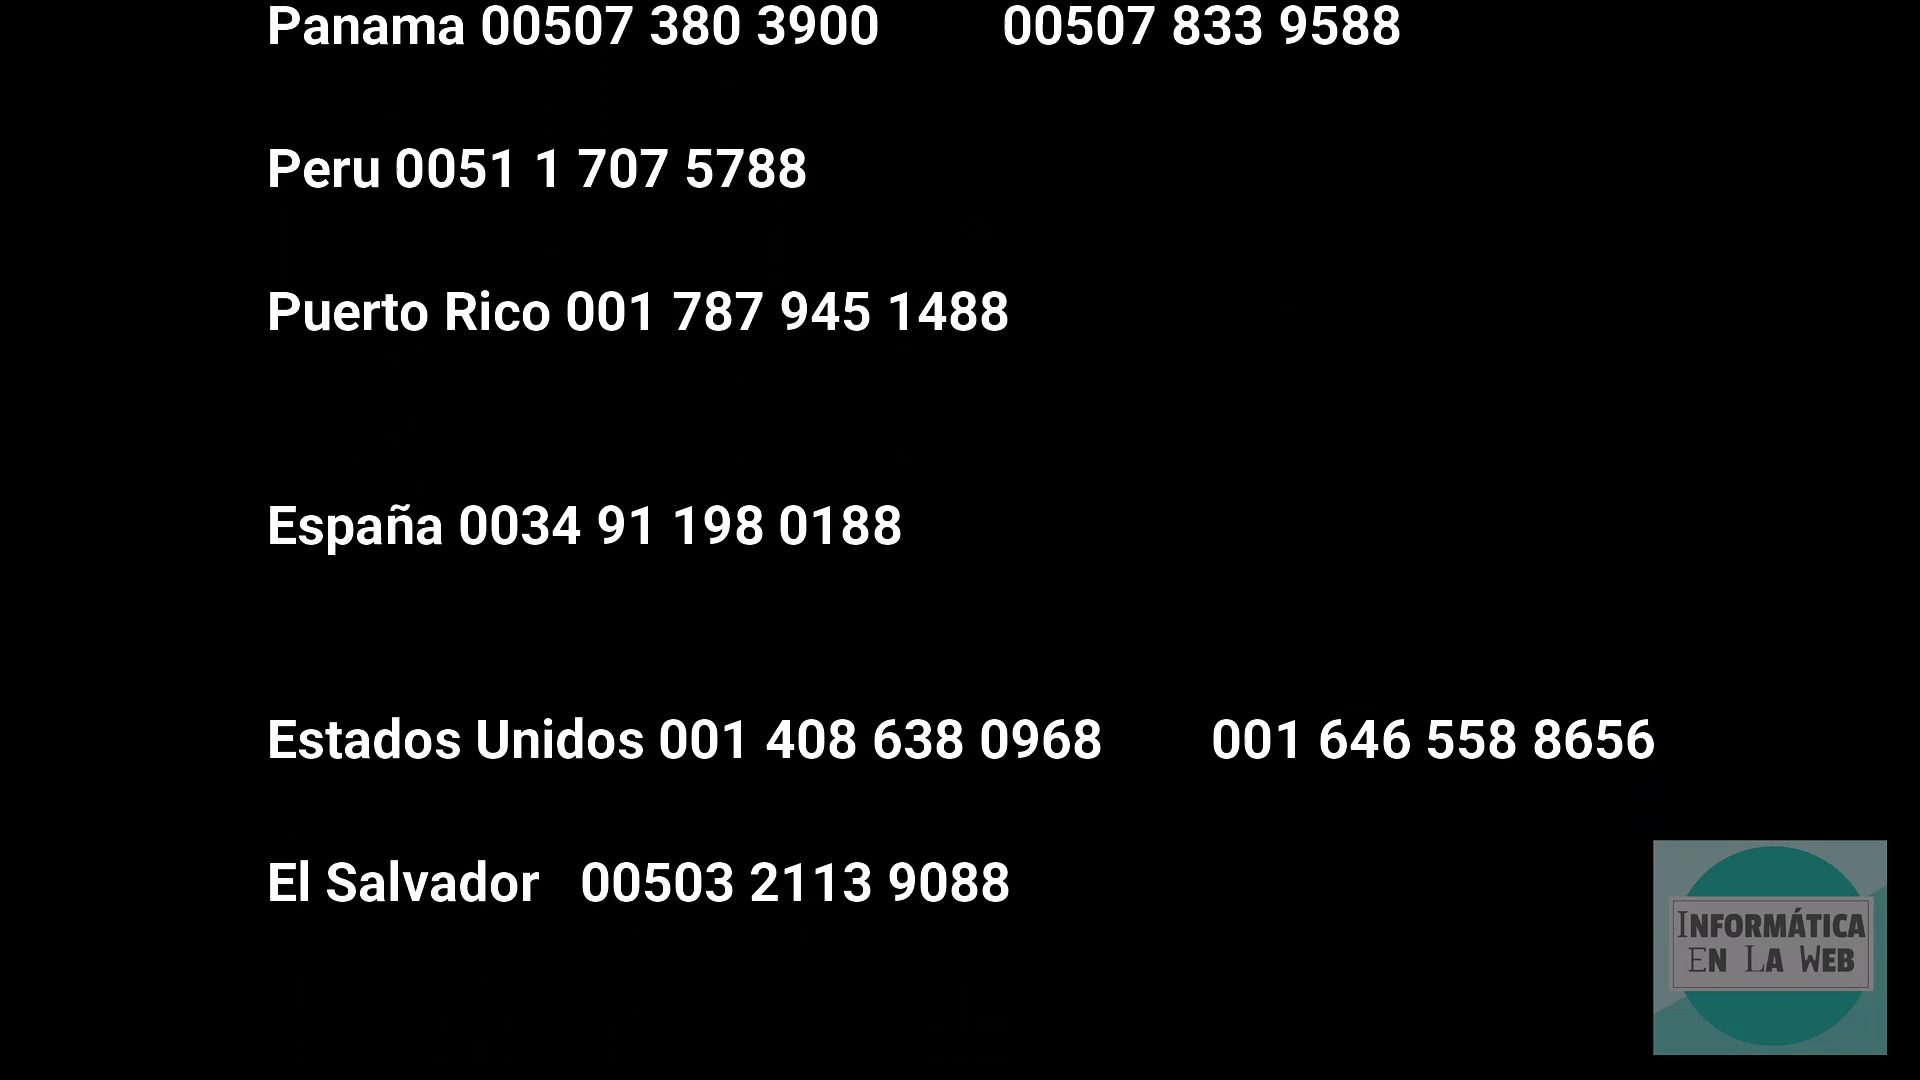 Panama 00507 380 3900 00507 833 9588
Peru 0051 1 707 5788
Puerto Rico 001 787 945 1488
España 0034 91 198 0188
Estados Unidos 001 408 638 0968 001 646 558 8656
El Salvador 00503 2113 9088
INFORMÁTICA
EN LA WEB